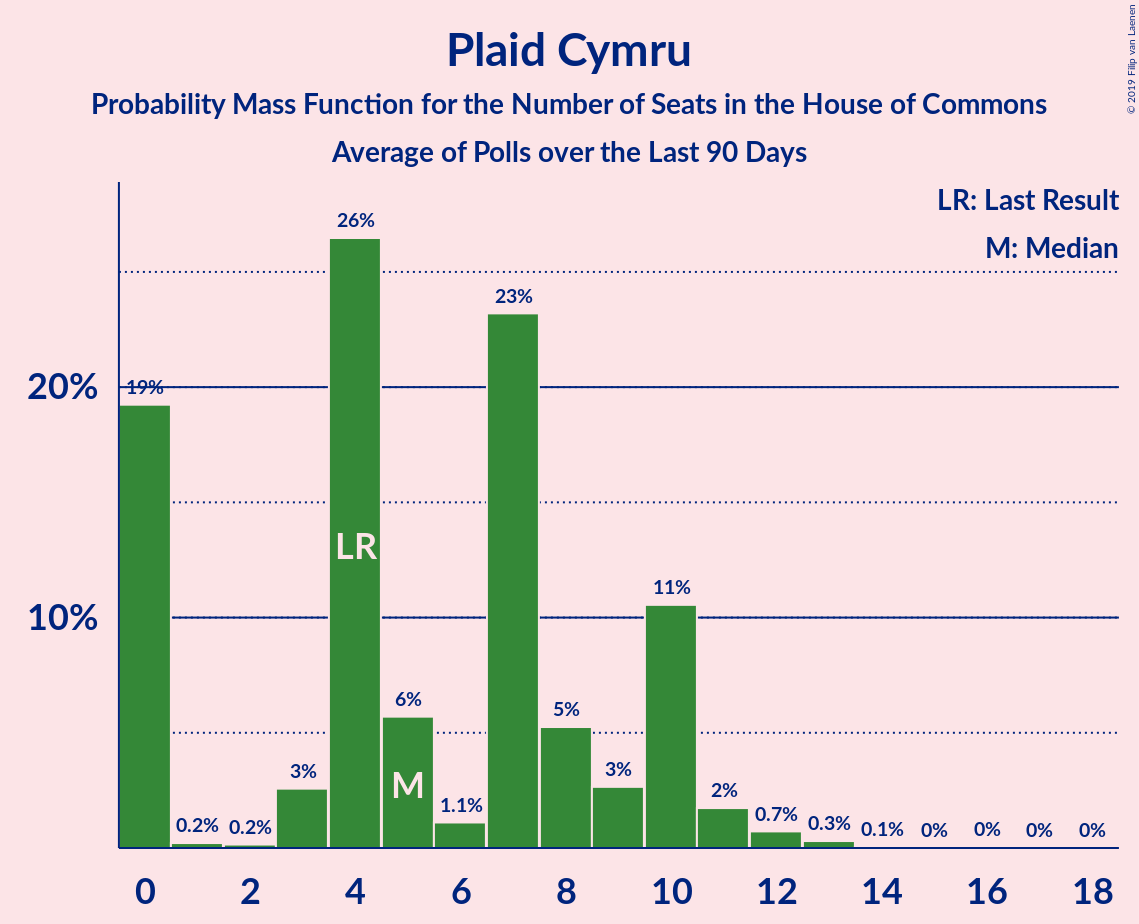 Plaid Cymru
Probability Mass Function for the Number of Seats in the House of Commons
Average of Polls over the Last 90 Days
© 2019 Filip van Laenen
LR: Last Result
M: Median
26%
23%
20%
19%
LR
11%
10%
6%
5%
M
3%
3%
2%
1.1%
0.7%
0.3%
0.2%
0.2%
0.1%
0%
0%
0%
0%
0 2 4 6 8 10 12 14 16 18